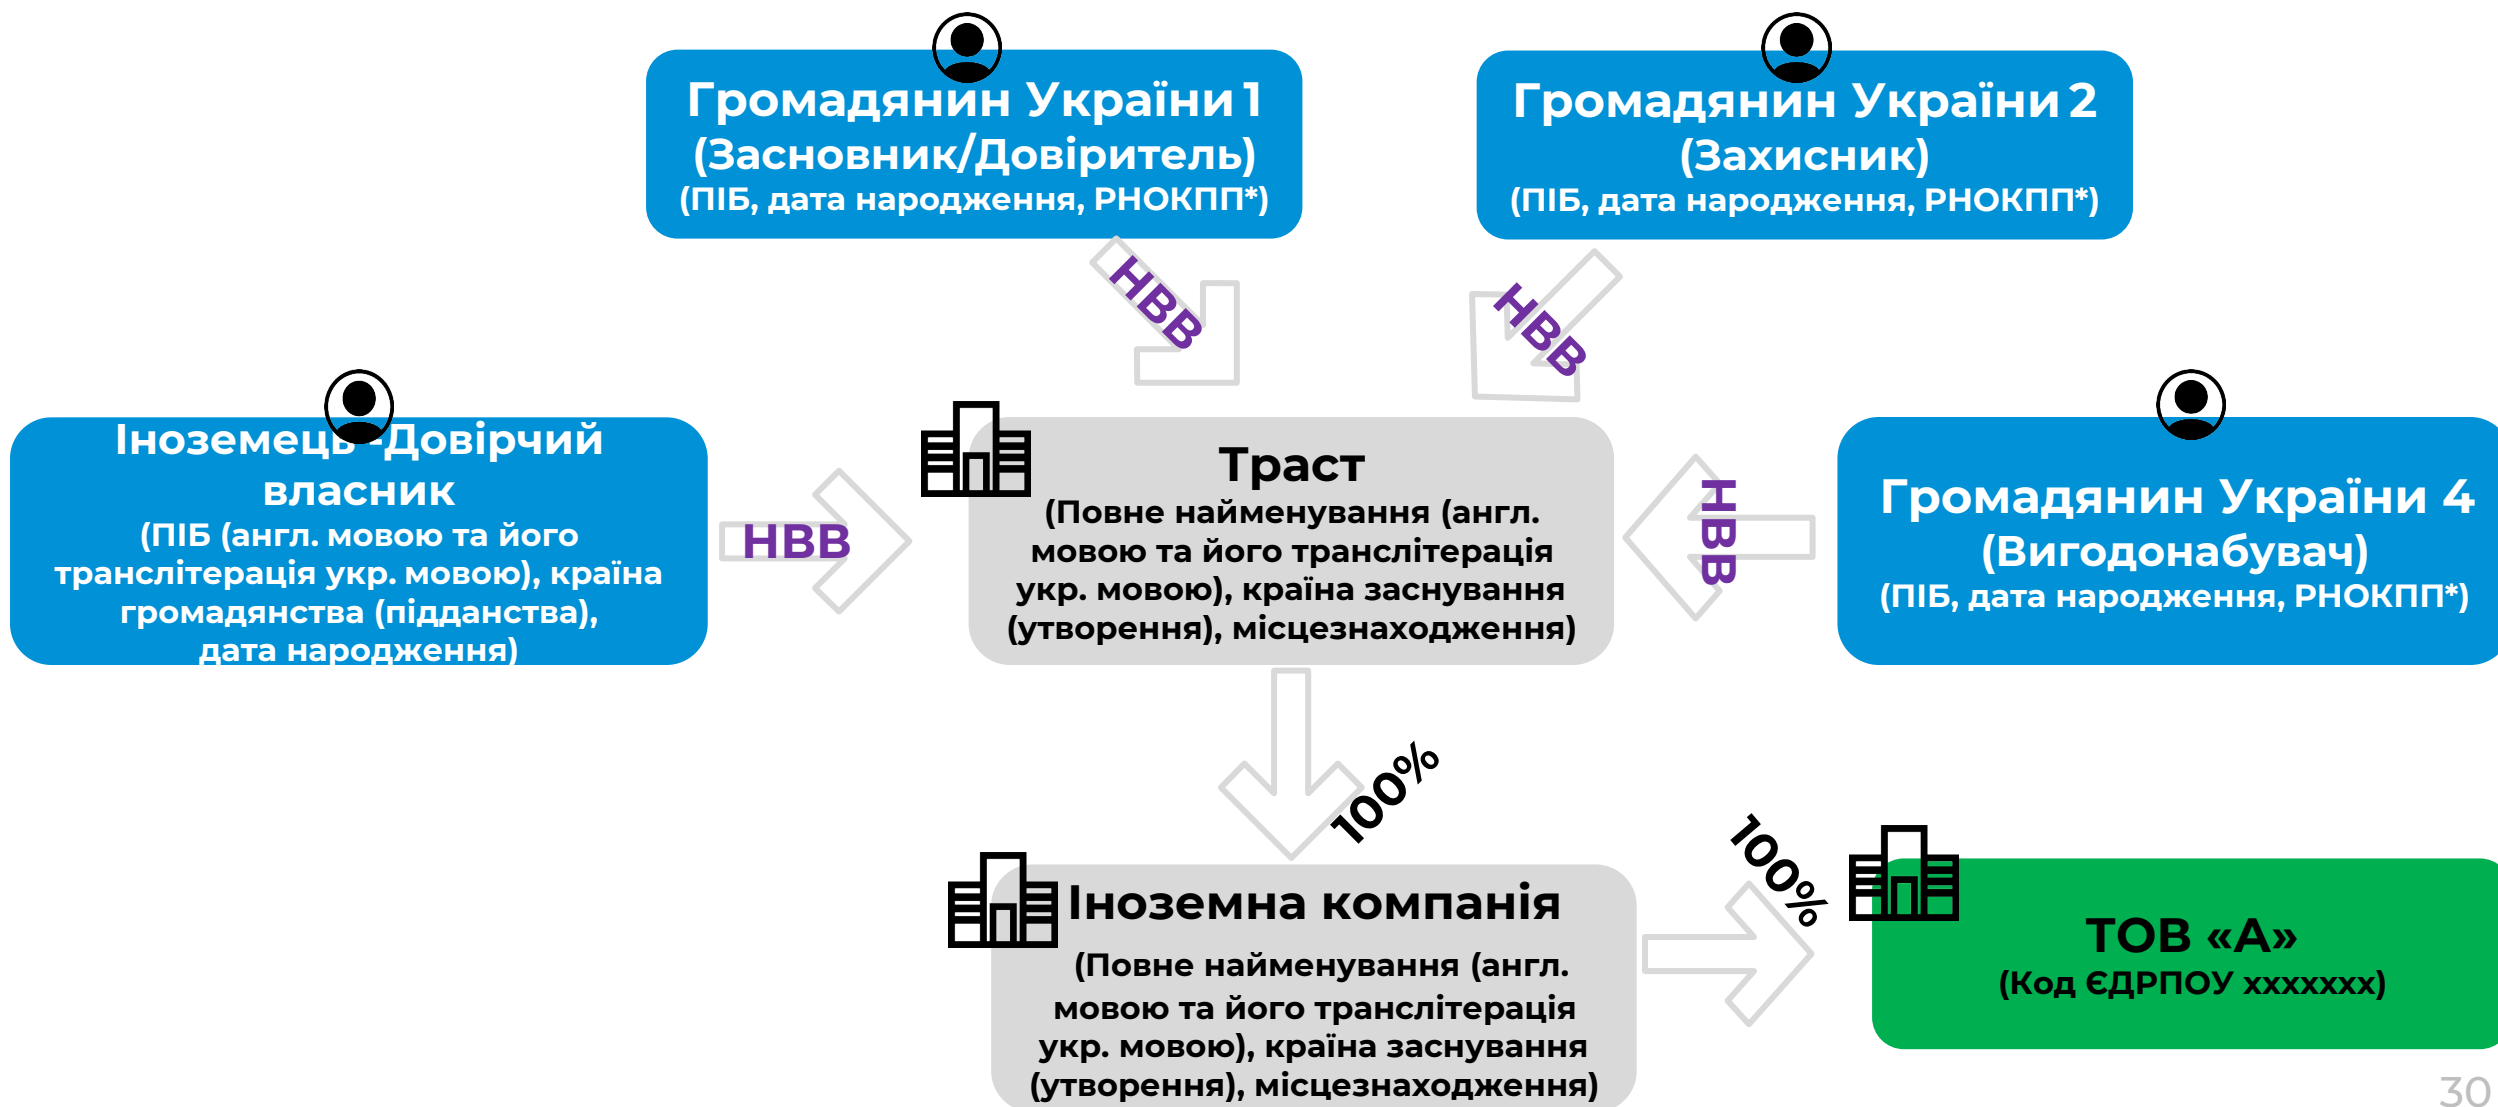 Громадянин України 1
(Засновник/Довіритель)
(ПІБ, дата народження, РНОКПП*)
Громадянин України 2
(Захисник)
(ПІБ, дата народження, РНОКПП*)
НВВ
НВВ
Іноземець -Довірчий
власник
(ПІБ (англ. мовою та його
транслітерація укр. мовою), країна
громадянства (підданства),
дата народження)
НВВ
Траст
(Повне найменування (англ.
мовою та його транслітерація
укр. мовою), країна заснування
(утворення), місцезнаходження)
НВВ
Громадянин України 4
(Вигодонабувач)
(ПІБ, дата народження, РНОКПП*)
100%
Іноземна компанія
(Повне найменування (англ.
мовою та його транслітерація
укр. мовою), країна заснування
(утворення), місцезнаходження)
100%
ТОВ «А»
(Код ЄДРПОУ xxxxxxx)
30